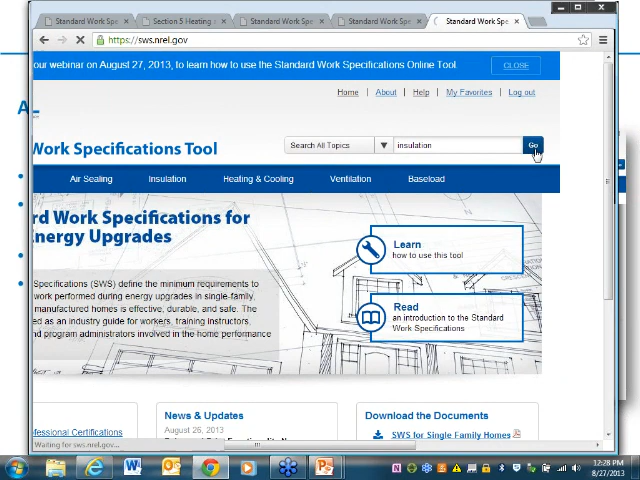 Standard Work Spe
Section 5 Heating
Standard Work Spe
Standard Work Spe
Standard Work Spe
https://sws.nrel.gov
our webinar on August 27, 2013, to learn how to use the Standard Work Specifications Online Tool.
CLOSE
Home
About
Help
My Favorites
Log out
Work Specifications Tool
Search All Topics
insulation
Go
Air Sealing
Insulation
Heating & Cooling
Ventilation
Baseload
rd Work Specifications for
Energy Upgrades
Specifications (SWS) define the minimum requirements to
work performed during energy upgrades in single-family,
manufactured homes is effective, durable, and safe. The
ed as an industry guide for workers, training instructors,
and program administrators involved in the home performance
Learn
how to use this tool
Read
an introduction to the Standard
Work Specifications
ofessional Certifications
News & Updates
August 26, 2013
Download the Documents
SWS for Single Family Homes
Waiting for sws.nrel.gov...
12:28 PM
8/27/2013